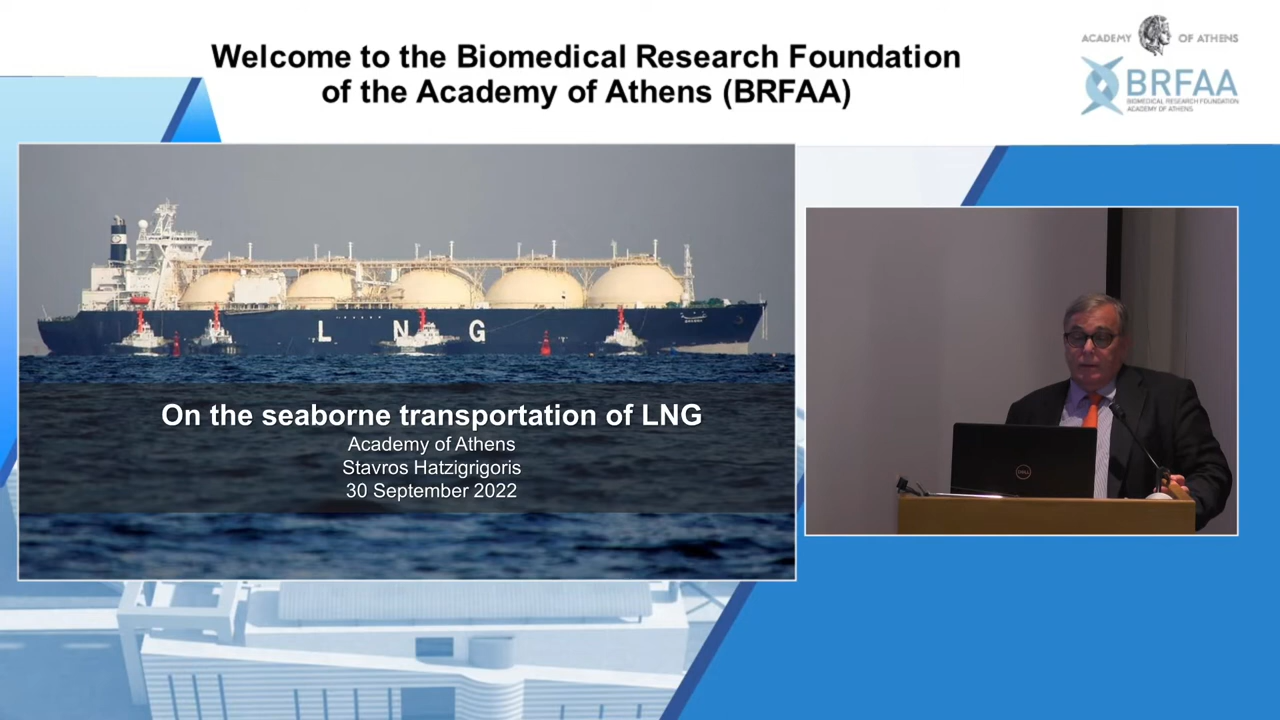 Welcome to the Biomedical Research Foundation
of the Academy of Athens (BRFAA)
ACADEMY OF ATHENS
BRFAA
BIOMEDICAL RESEARCH FOUNDATION
ACADEMY OF ATHENS
L N G
On the seaborne transportation of LNG
Academy of Athens
Stavros Hatzigrigoris
30 September 2022
DELL